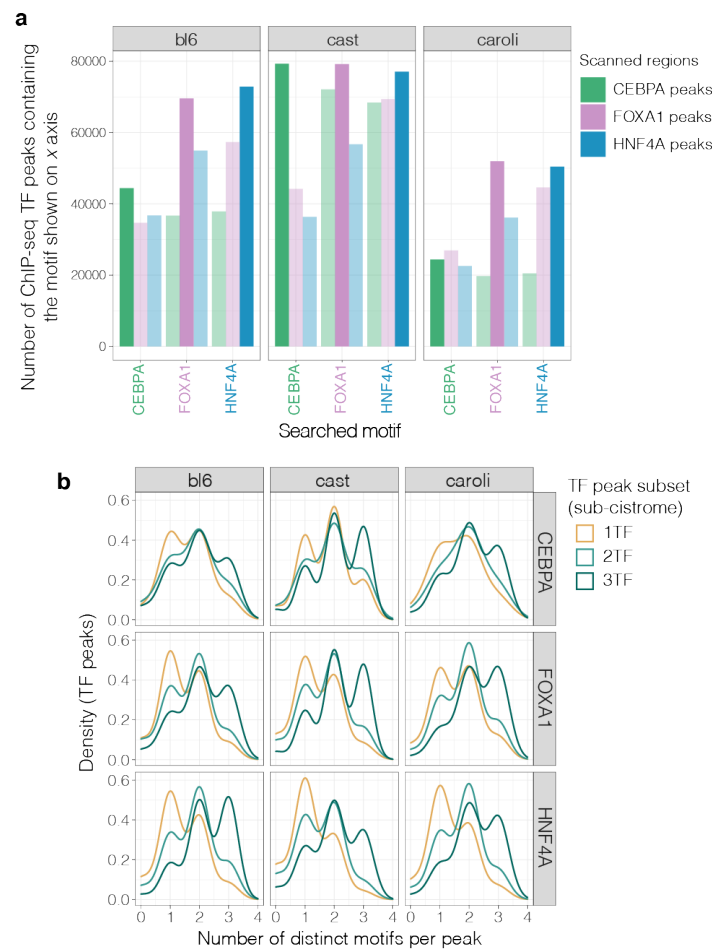 a
bl6
cast
caroli
Number of ChIP-seq TF peaks containing
the motif shown on x axis
80000
60000
40000
20000
0
CEBPA
FOXA1
HNF4A
CEBPA
FOXA1
HNF4A
CEBPA
FOXA1
HNF4A
Searched motif
Scanned regions
CEBPA peaks
FOXA1 peaks
HNF4A peaks
b
bl6
cast
caroli
Density (TF peaks)
0.6
0.4
0.2
0.0
CEBPA
0.6
0.4
0.2
0.0
FOXA1
0.6
0.4
0.2
0.0
HNF4A
0 1 2 3 4
0 1 2 3 4
0 1 2 3 4
Number of distinct motifs per peak
TF peak subset
(sub-cistrome)
1TF
2TF
3TF